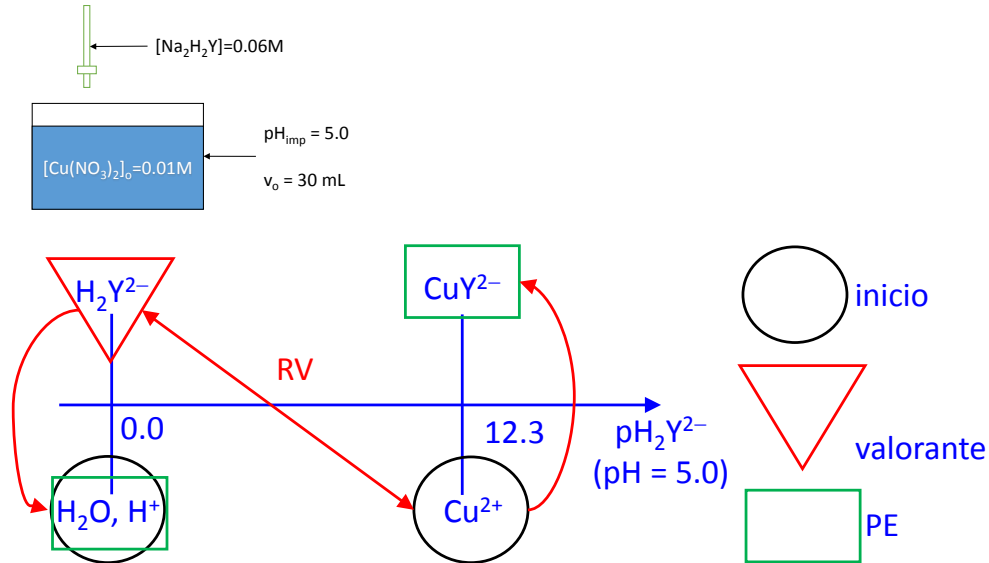 [Na₂H₂Y]=0.06M
pH_imp = 5.0
[Cu(NO₃)₂]ₒ=0.01M
vₒ = 30 mL
H₂Y²⁻
CuY²⁻
inicio
RV
0.0
12.3
pH₂Y²⁻
(pH = 5.0)
valorante
H₂O, H⁺
Cu²⁺
PE